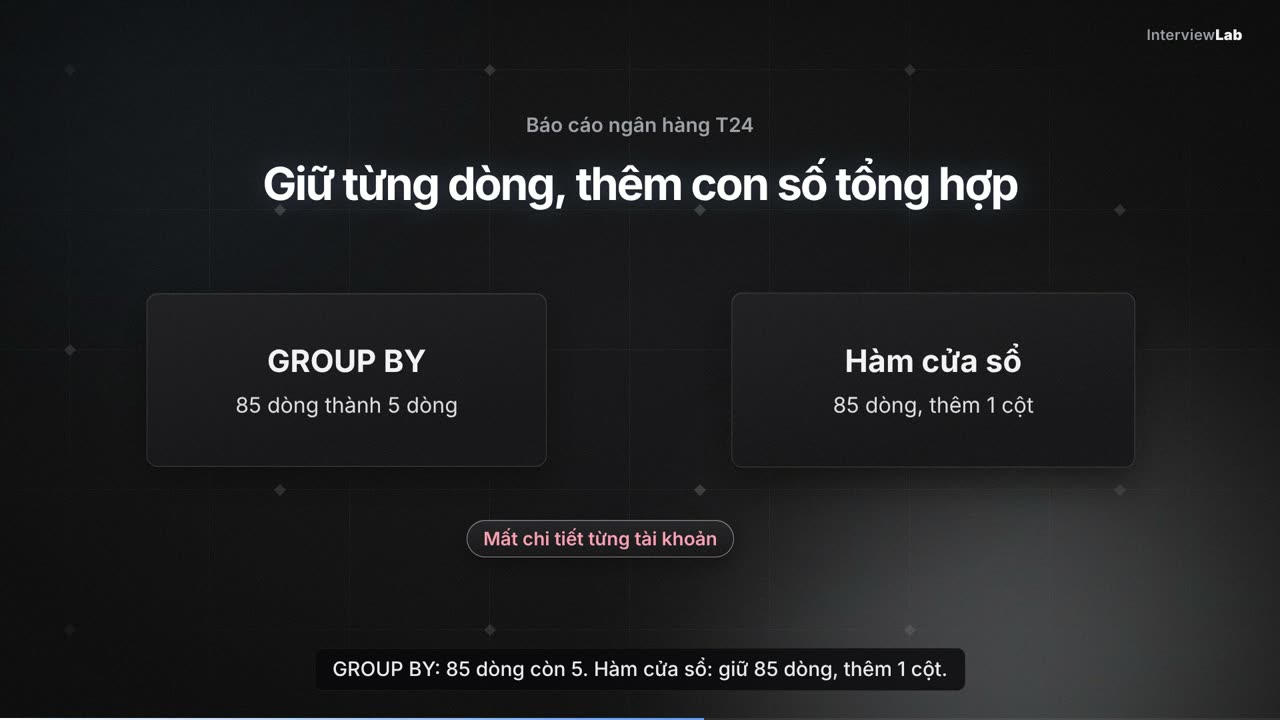 InterviewLab
Báo cáo ngân hàng T24
Giữ từng dòng, thêm con số tổng hợp
GROUP BY
85 dòng thành 5 dòng
Hàm cửa sổ
85 dòng, thêm 1 cột
Mất chi tiết từng tài khoản
GROUP BY: 85 dòng còn 5. Hàm cửa sổ: giữ 85 dòng, thêm 1 cột.